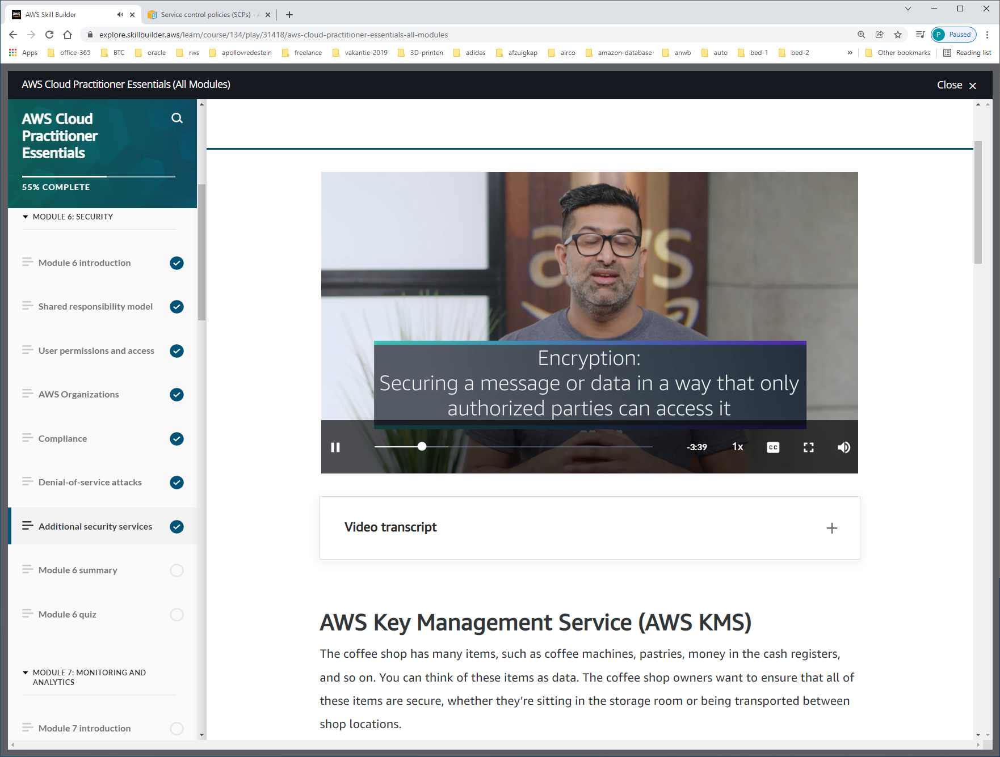 aws AWS Skill Builder
Service control policies (SCPs) - A
explore.skillbuilder.aws/learn/course/134/play/31418/aws-cloud-practitioner-essentials-all-modules
P Paused
Apps office-365 BTC oracle rws apollovredestein freelance vakantie-2019 3D-printen adidas afzuigkap airco amazon-database anwb auto bed-1 bed-2 » Other bookmarks Reading list
AWS Cloud Practitioner Essentials (All Modules)
Close
AWS Cloud
Practitioner
Essentials
55% COMPLETE
MODULE 6: SECURITY
Module 6 introduction
Shared responsibility model
User permissions and access
AWS Organizations
Compliance
Denial-of-service attacks
Additional security services
Module 6 summary
Module 6 quiz
MODULE 7: MONITORING AND
ANALYTICS
Module 7 introduction
aws
Encryption:
Securing a message or data in a way that only
authorized parties can access it
-3:39 1x CC
Video transcript
AWS Key Management Service (AWS KMS)
The coffee shop has many items, such as coffee machines, pastries, money in the cash registers,
and so on. You can think of these items as data. The coffee shop owners want to ensure that all of
these items are secure, whether they’re sitting in the storage room or being transported between
shop locations.